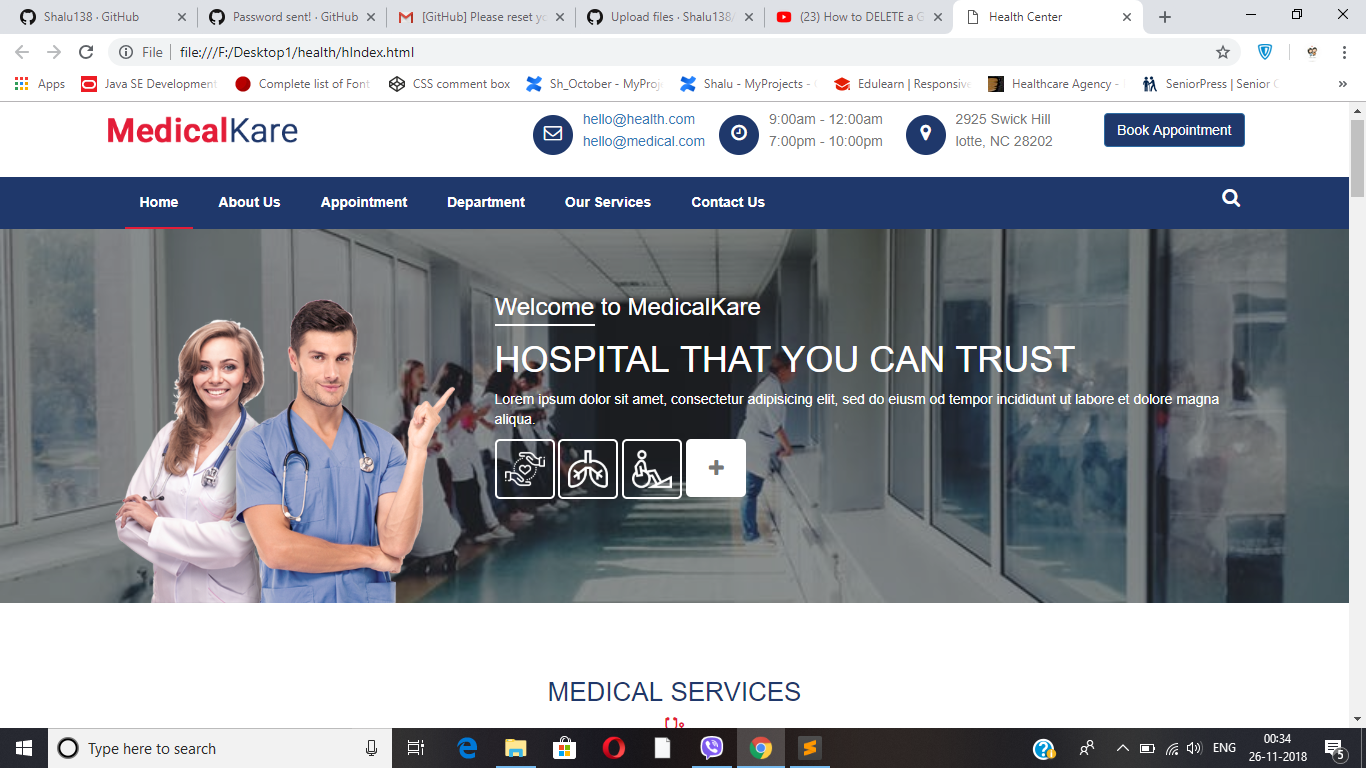 Shalu138 · GitHub
Password sent! · GitHub
[GitHub] Please reset yo
Upload files · Shalu138/
(23) How to DELETE a G
Health Center
File
file:///F:/Desktop1/health/hIndex.html
Apps
Java SE Development
Complete list of Font
CSS comment box
Sh_October - MyProj
Shalu - MyProjects -
Edulearn | Responsive
Healthcare Agency -
SeniorPress | Senior C
»
MedicalKare
hello@health.com
hello@medical.com
9:00am - 12:00am
7:00pm - 10:00pm
2925 Swick Hill
lotte, NC 28202
Book Appointment
Home
About Us
Appointment
Department
Our Services
Contact Us
Welcome to MedicalKare
HOSPITAL THAT YOU CAN TRUST
Lorem ipsum dolor sit amet, consectetur adipisicing elit, sed do eiusm od tempor incididunt ut labore et dolore magna
aliqua.
MEDICAL SERVICES
Type here to search
ENG
00:34
26-11-2018
5